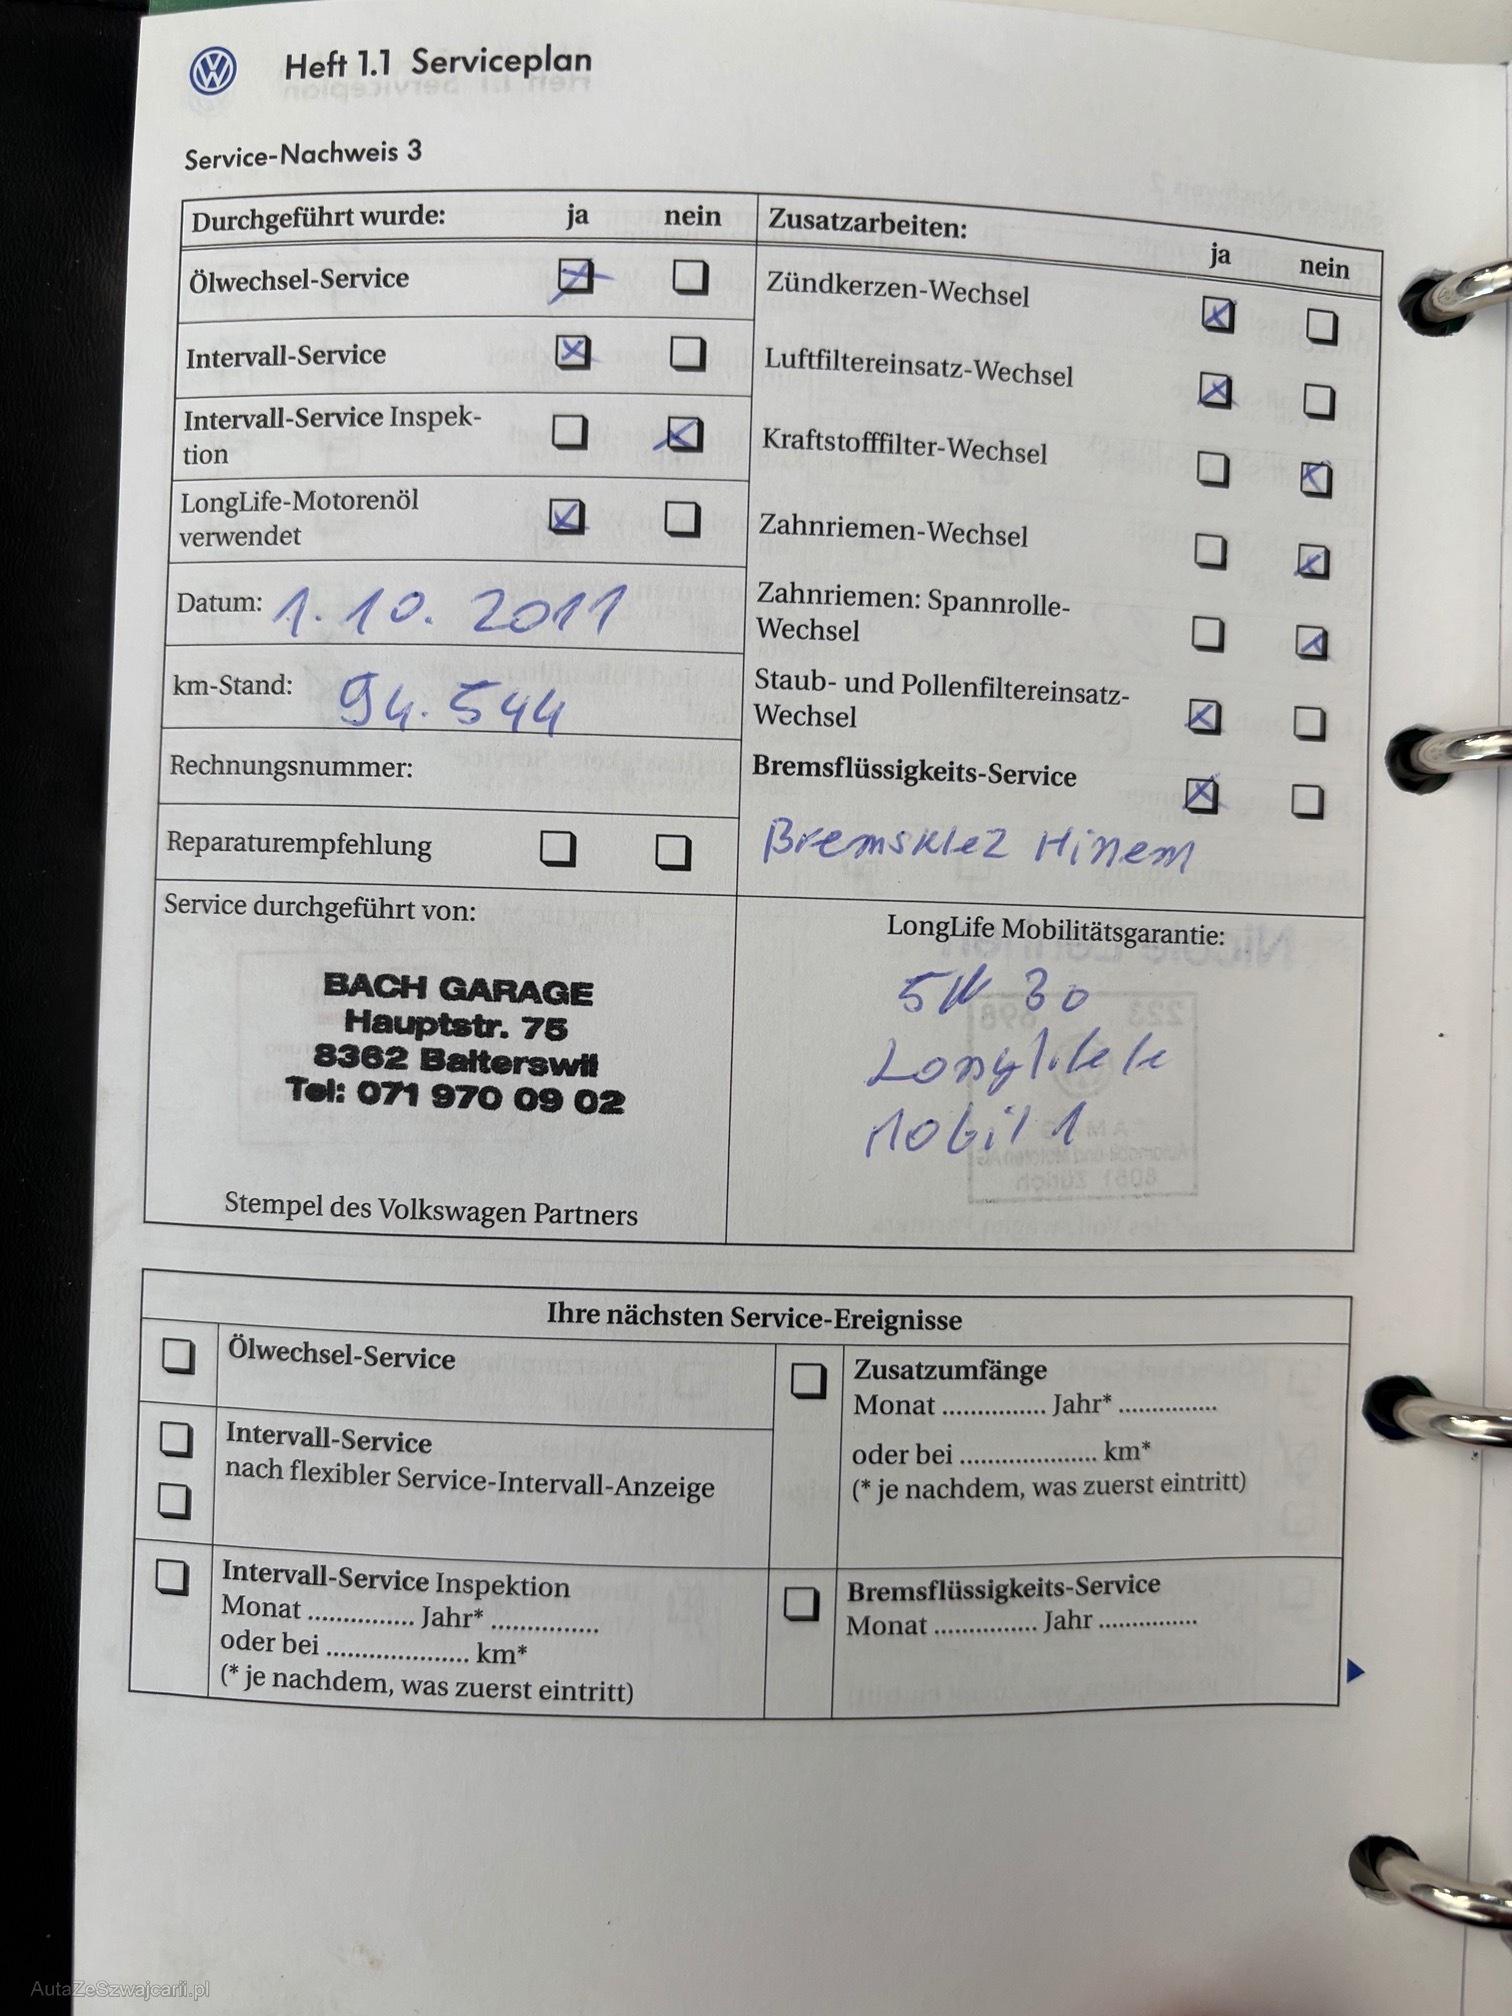 Heft 1.1 Serviceplan
Service-Nachweis 3
Durchgeführt wurde: ja nein
Ölwechsel-Service
Intervall-Service
Intervall-Service Inspek-
tion
LongLife-Motorenöl
verwendet
Datum: 1.10.2011
km-Stand: 94.544
Rechnungsnummer:
Reparaturempfehlung
Zusatzarbeiten:
ja nein
Zündkerzen-Wechsel
Luftfiltereinsatz-Wechsel
Kraftstofffilter-Wechsel
Zahnriemen-Wechsel
Zahnriemen: Spannrolle-
Wechsel
Staub- und Pollenfiltereinsatz-
Wechsel
Bremsflüssigkeits-Service
Bremsklez Hinem
Service durchgeführt von:
BACH GARAGE
Hauptstr. 75
8362 Balterswil
Tel: 071 970 09 02
Stempel des Volkswagen Partners
LongLife Mobilitätsgarantie:
5W 30
Mobil 1
Ihre nächsten Service-Ereignisse
Ölwechsel-Service
Intervall-Service
nach flexibler Service-Intervall-Anzeige
Intervall-Service Inspektion
Monat ............... Jahr* ...............
oder bei .................... km*
(* je nachdem, was zuerst eintritt)
Zusatzumfänge
Monat ............... Jahr* ...............
oder bei .................... km*
(* je nachdem, was zuerst eintritt)
Bremsflüssigkeits-Service
Monat ............... Jahr ...............
AutaZeSzwajcarii.pl